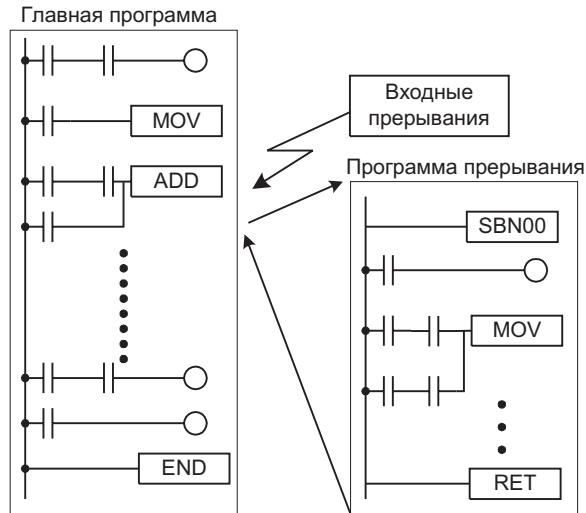 Главная программа
MOV
ADD
END
Входные
прерывания
Программа прерывания
SBN00
MOV
RET